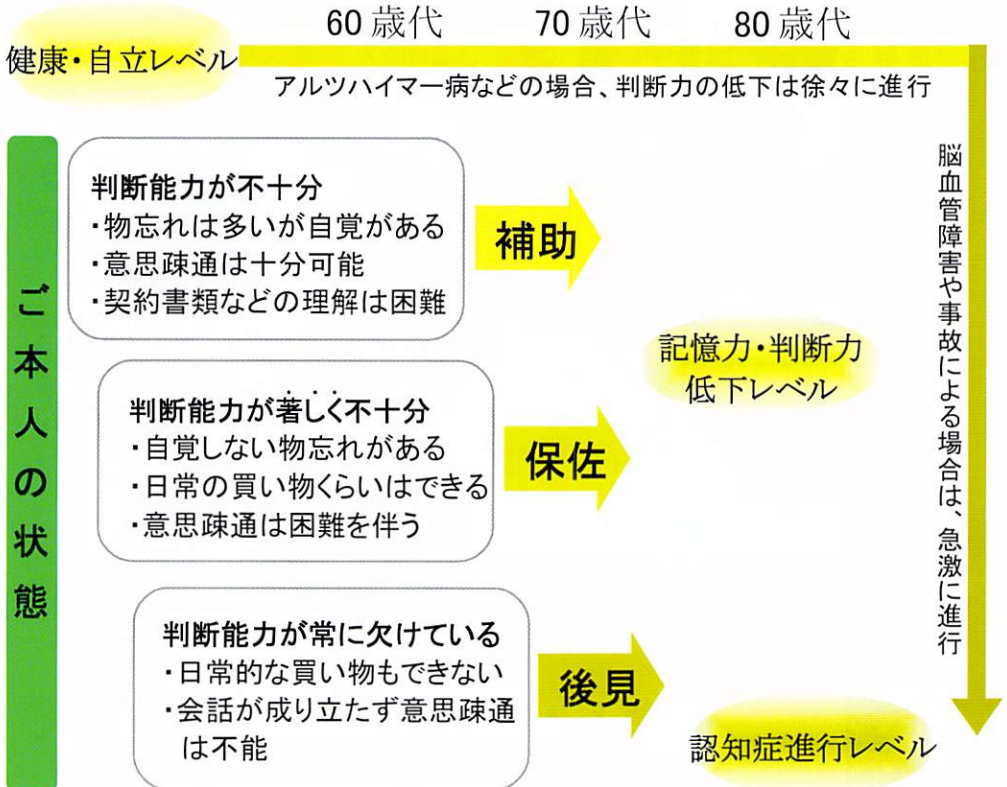 60歳代 70歳代 80歳代
健康・自立レベル
アルツハイマー病などの場合、判断力の低下は徐々に進行
脳血管障害や事故による場合は、急激に進行
ご本人の状態
判断能力が不十分
・物忘れは多いが自覚がある
・意思疎通は十分可能
・契約書類などの理解は困難
補助
記憶力・判断力
低下レベル
判断能力が著しく不十分
・自覚しない物忘れがある
・日常の買い物くらいはできる
・意思疎通は困難を伴う
保佐
判断能力が常に欠けている
・日常的な買い物もできない
・会話が成り立たず意思疎通
は不能
後見
認知症進行レベル